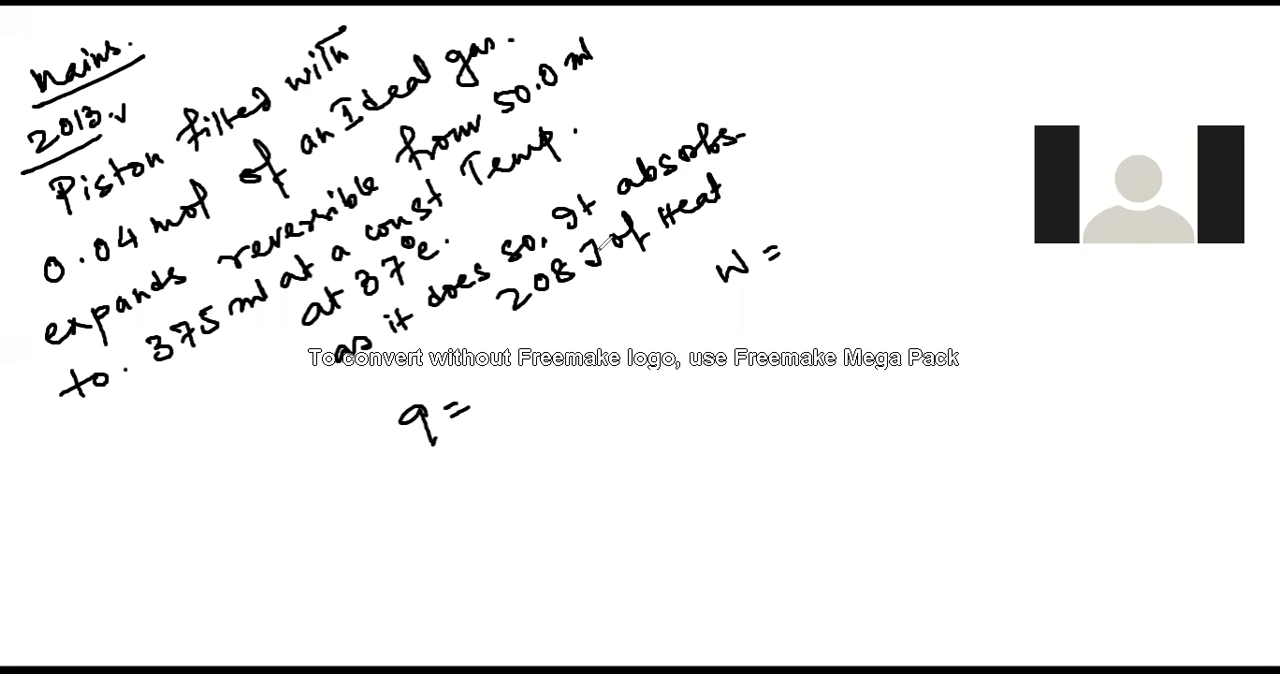 Mains.
2013.
Piston filled with
0.04 mol of an Ideal gas.
expands reversible from 50.0 ml
to. 375 ml at a const Temp.
at 37°c.
as it does so, It absorbs
208 J of Heat
w =
q =
To convert without Freemake logo, use Freemake Mega Pack